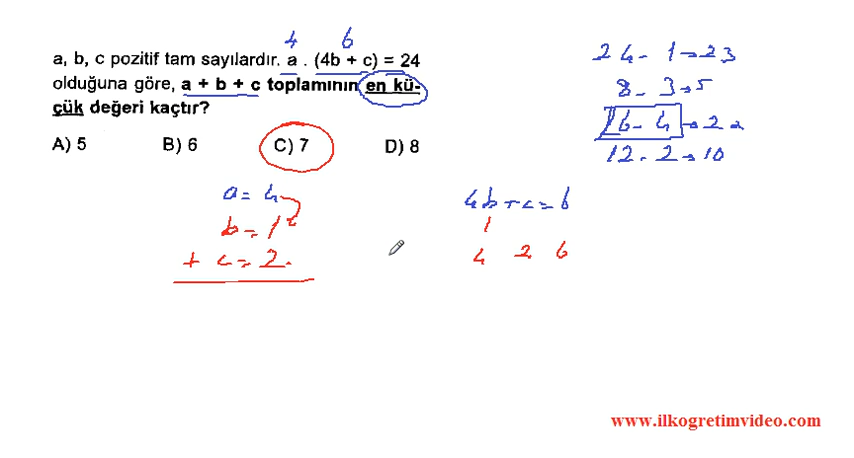 4 6
a, b, c pozitif tam sayılardır. a . (4b + c) = 24
olduğuna göre, a + b + c toplamının en kü-
çük değeri kaçtır?
A) 5 B) 6 C) 7 D) 8
24 - 1 → 23
8 - 3 → 5
6 - 4 → 2
12 - 2 → 10
a = 4
b = 1
+ c = 2
4b + c = 6
1
4 2 6
www.ilkogretimvideo.com